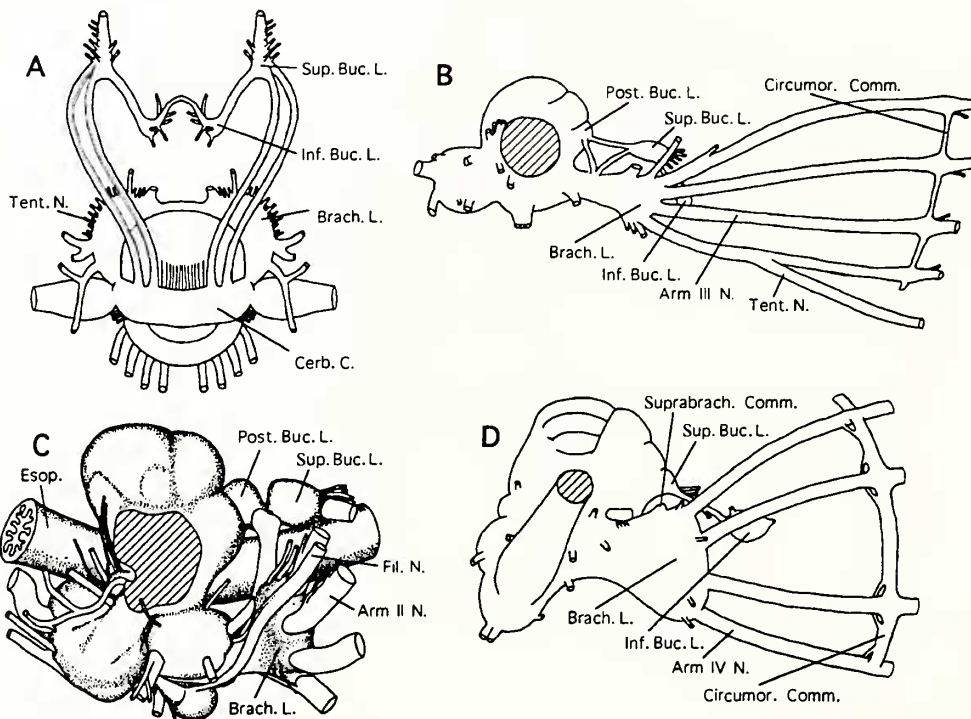 A
Sup. Buc. L.
Inf. Buc. L.
Tent. N.
Brach. L.
Cerb. C.
B
Circumor. Comm.
Post. Buc. L.
Sup. Buc. L.
Brach. L.
Inf. Buc. L.
Arm III N.
Tent. N.
C
Esop.
Post. Buc. L.
Sup. Buc. L.
Fil. N.
Arm II N.
Brach. L.
D
Suprabrach. Comm.
Sup. Buc. L.
Brach. L.
Inf. Buc. L.
Arm IV N.
Circumor. Comm.